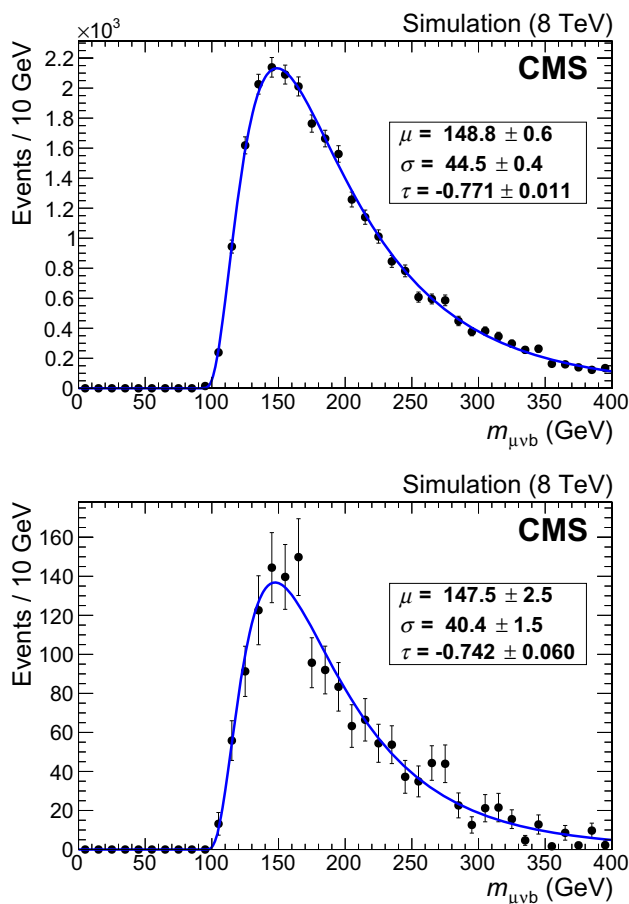 ×10³
Simulation (8 TeV)
CMS
μ = 148.8 ± 0.6
σ = 44.5 ± 0.4
τ = -0.771 ± 0.011
Events / 10 GeV
2.2
2
1.8
1.6
1.4
1.2
1
0.8
0.6
0.4
0.2
0
0 50 100 150 200 250 300 350 400
m_μνb (GeV)
Simulation (8 TeV)
CMS
μ = 147.5 ± 2.5
σ = 40.4 ± 1.5
τ = -0.742 ± 0.060
Events / 10 GeV
160
140
120
100
80
60
40
20
0
0 50 100 150 200 250 300 350 400
m_μνb (GeV)